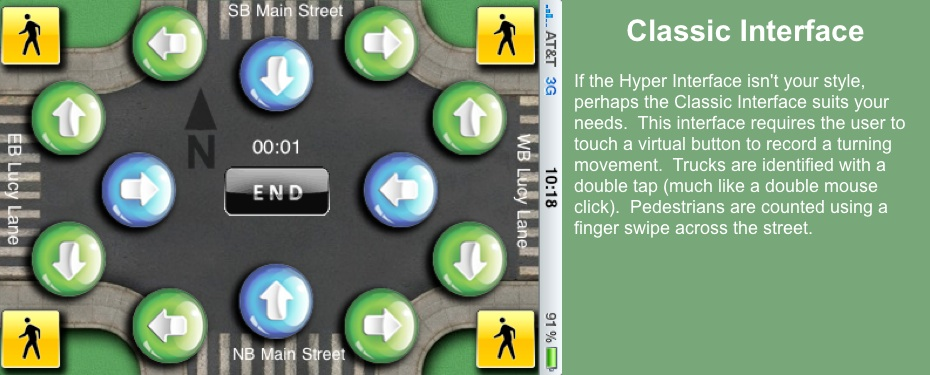 SB Main Street
EB Lucy Lane
N
00:01
END
WB Lucy Lane
NB Main Street
AT&T 3G
10:18
91 %
Classic Interface
If the Hyper Interface isn't your style,
perhaps the Classic Interface suits your
needs.  This interface requires the user to
touch a virtual button to record a turning
movement.  Trucks are identified with a
double tap (much like a double mouse
click).  Pedestrians are counted using a
finger swipe across the street.